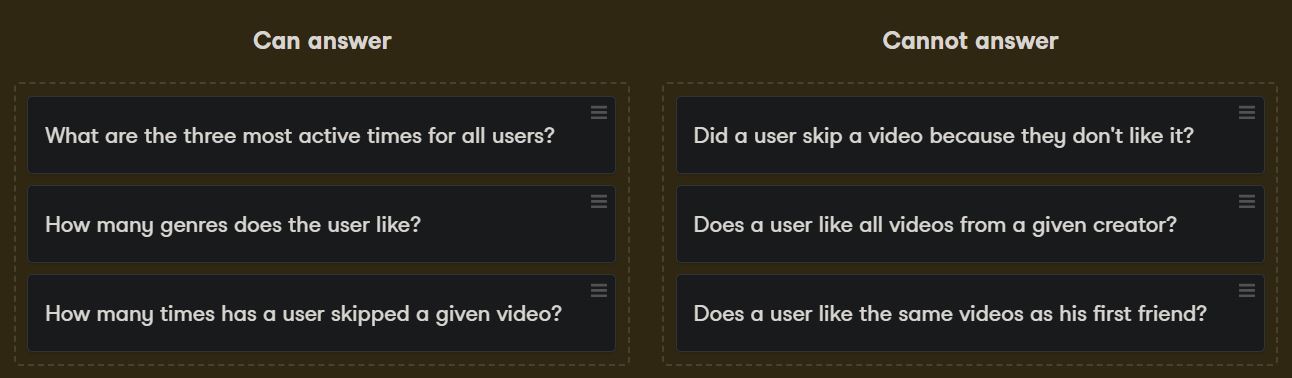 Can answer
What are the three most active times for all users?
How many genres does the user like?
How many times has a user skipped a given video?
Cannot answer
Did a user skip a video because they don't like it?
Does a user like all videos from a given creator?
Does a user like the same videos as his first friend?